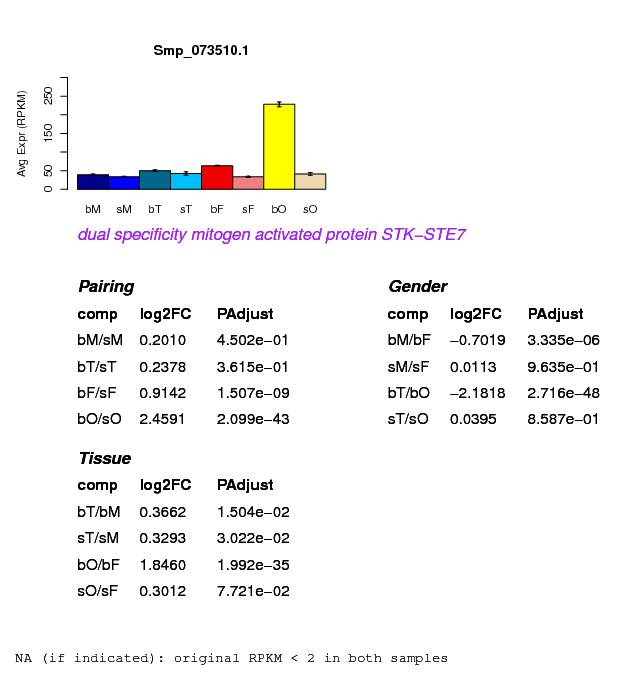 Smp_073510.1
Avg Expr (RPKM)
250
150
50
0
bM sM bT sT bF sF bO sO
dual specificity mitogen activated protein STK−STE7
Pairing
comp log2FC PAdjust
bM/sM 0.2010 4.502e−01
bT/sT 0.2378 3.615e−01
bF/sF 0.9142 1.507e−09
bO/sO 2.4591 2.099e−43
Gender
comp log2FC PAdjust
bM/bF −0.7019 3.335e−06
sM/sF 0.0113 9.635e−01
bT/bO −2.1818 2.716e−48
sT/sO 0.0395 8.587e−01
Tissue
comp log2FC PAdjust
bT/bM 0.3662 1.504e−02
sT/sM 0.3293 3.022e−02
bO/bF 1.8460 1.992e−35
sO/sF 0.3012 7.721e−02
NA (if indicated): original RPKM < 2 in both samples